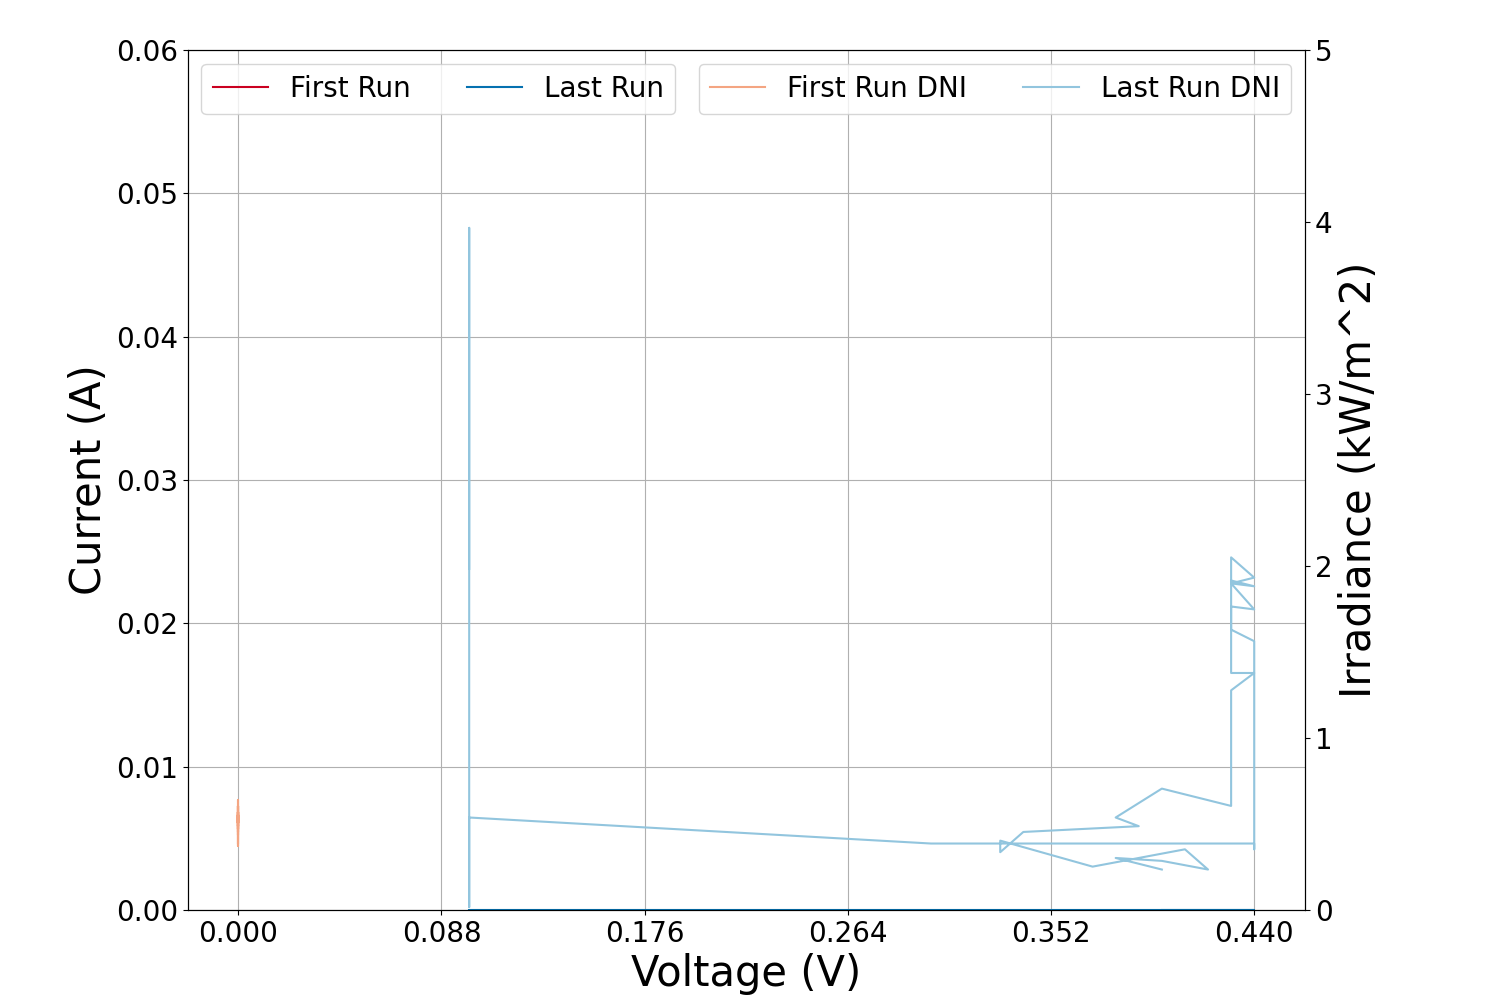 First Run Last Run First Run DNI Last Run DNI
0.06
0.05
0.04
0.03
0.02
0.01
0.00
Current (A)
5
4
3
2
1
0
Irradiance (kW/m^2)
0.000 0.088 0.176 0.264 0.352 0.440
Voltage (V)